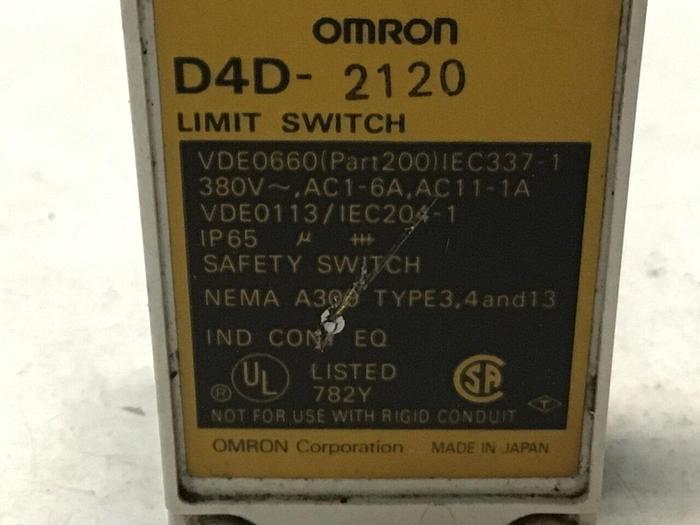 OMRON
D4D-2120
LIMIT SWITCH
VDE0660(Part200)IEC337-1
380V~,AC1-6A,AC11-1A
VDE0113/IEC204-1
IP65 μ
SAFETY SWITCH
NEMA A300 TYPE3,4and13
IND CONT EQ
UL LISTED SA
® 782Y T
NOT FOR USE WITH RIGID CONDUIT
OMRON Corporation MADE IN JAPAN